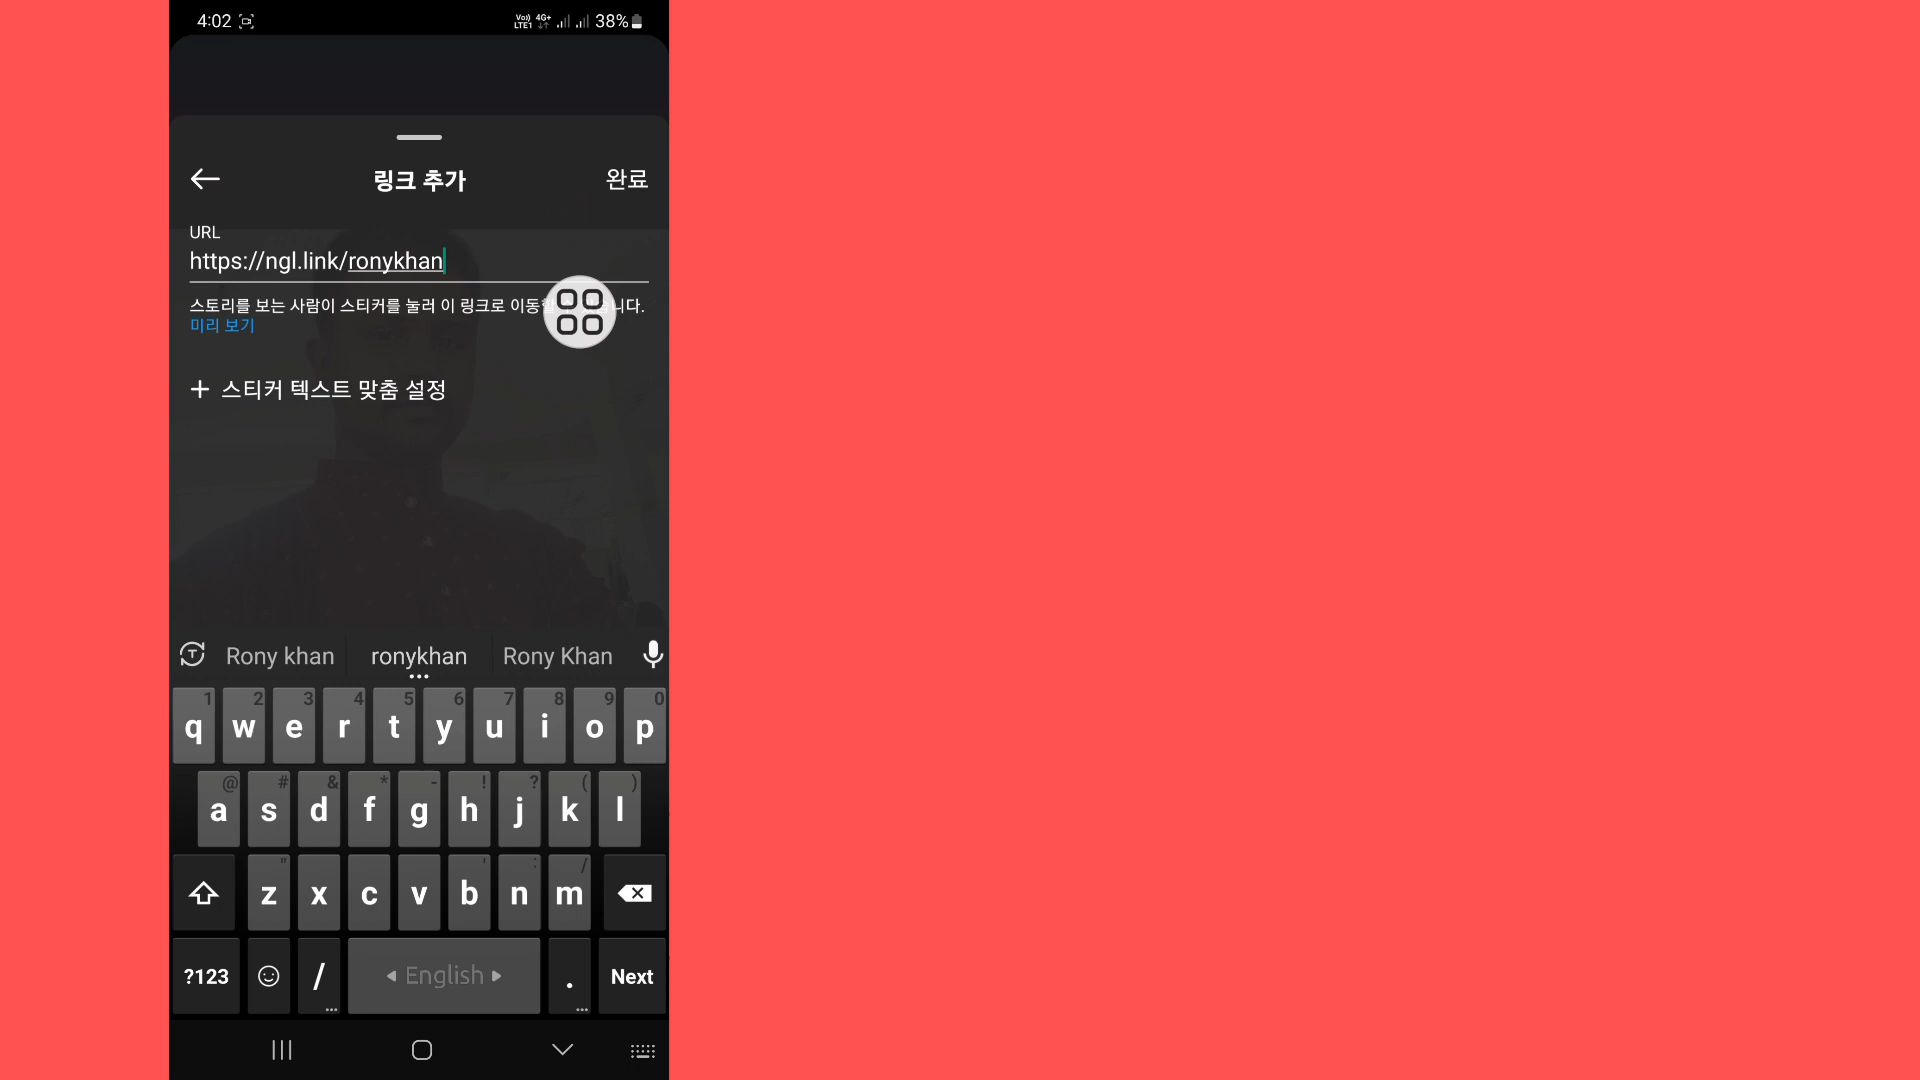 4:02
Vo)) LTE1 4G+ 38%
링크 추가 완료
URL
https://ngl.link/ronykhan
스토리를 보는 사람이 스티커를 눌러 이 링크로 니다.
미리 보기
+ 스티커 텍스트 맞춤 설정
Rony khan ronykhan Rony Khan
1 2 3 4 5 6 7 8 9 0
q w e r t y u i o p
@ # & * - ! ? ( )
a s d f g h j k l
" ' : /
z x c v b n m
?123 / English . Next